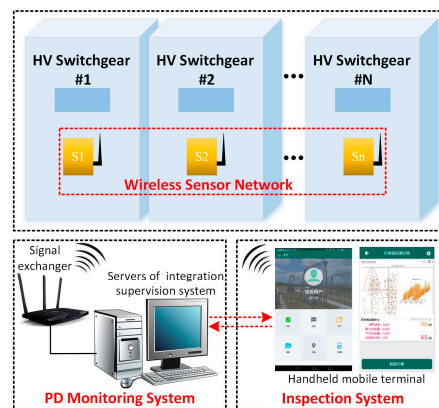 HV Switchgear
#1
HV Switchgear
#2
HV Switchgear
#N
S1
S2
Sn
Wireless Sensor Network
Signal
exchanger
Servers of integration
supervision system
PD Monitoring System
Handheld mobile terminal
Inspection System